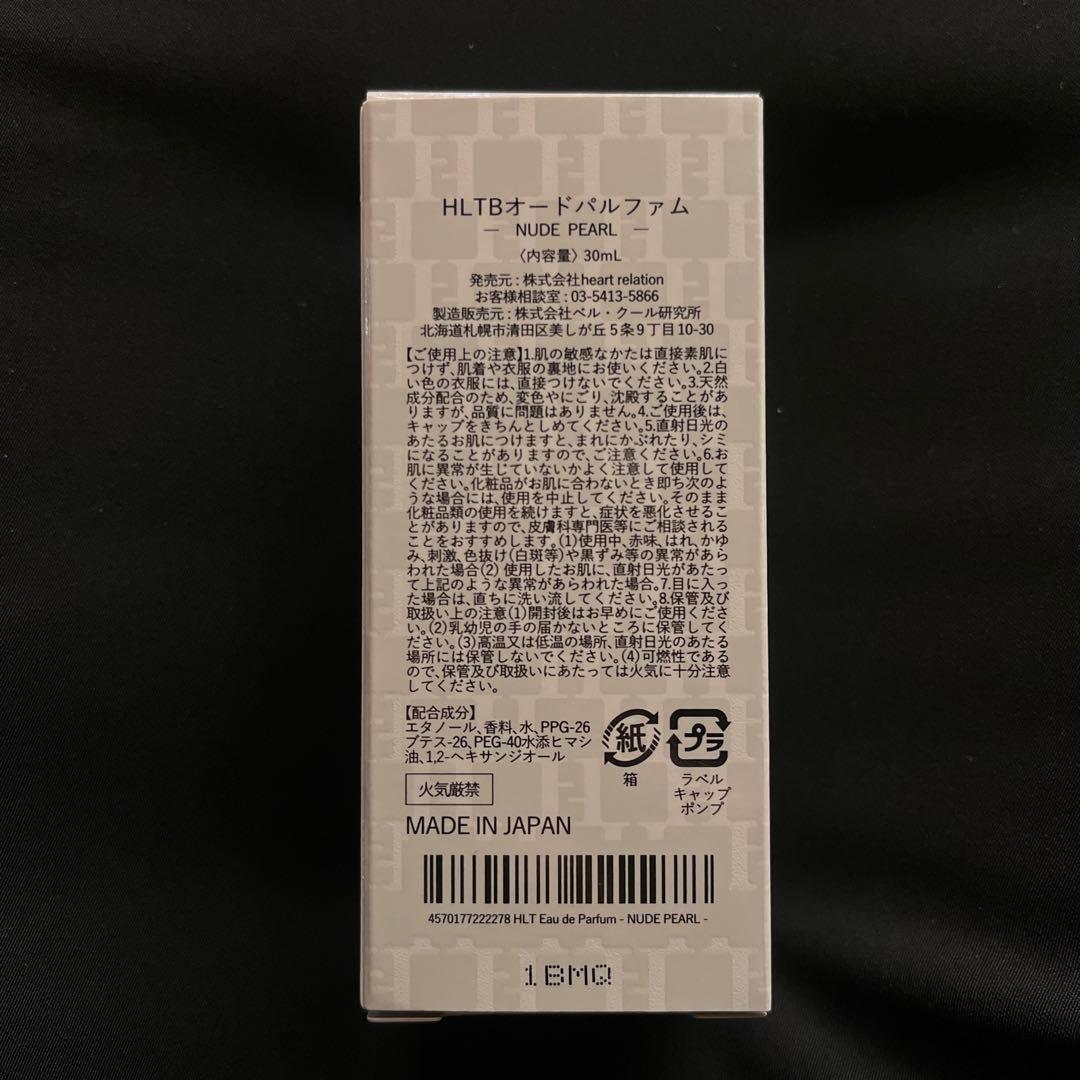 HLTBオードパルファム
― NUDE PEARL ―
〈内容量〉30mL
発売元:株式会社heart relation
お客様相談室:03-5413-5866
製造販売元:株式会社ベル・クール研究所
北海道札幌市清田区美しが丘5条9丁目10-30
【ご使用上の注意】1.肌の敏感なかたは直接素肌に
つけず、肌着や衣服の裏地にお使いください。2.白
い色の衣服には、直接つけないでください。3.天然
成分配合のため、変色やにごり、沈殿することがあ
りますが、品質に問題はありません。4.ご使用後は、
キャップをきちんとしめてください。5.直射日光の
あたるお肌につけますと、まれにかぶれたり、シミ
になることがありますので、ご注意ください。6.お
肌に異常が生じていないかよく注意して使用して
ください。化粧品がお肌に合わないとき即ち次のよ
うな場合には、使用を中止してください。そのまま
化粧品類の使用を続けますと、症状を悪化させるこ
とがありますので、皮膚科専門医等にご相談される
ことをおすすめします。(1)使用中、赤味、はれ、かゆ
み、刺激、色抜け(白斑等)や黒ずみ等の異常があら
われた場合(2) 使用したお肌に、直射日光があたっ
て上記のような異常があらわれた場合。7.目に入っ
た場合は、直ちに洗い流してください。8.保管及び
取扱い上の注意(1)開封後はお早めにご使用くださ
い。(2)乳幼児の手の届かないところに保管してく
ださい。(3)高温又は低温の場所、直射日光のあたる
場所には保管しないでください。(4)可燃性である
ので、保管及び取扱いにあたっては火気に十分注意
してください。
【配合成分】
エタノール、香料、水、PPG-26
ブテス-26、PEG-40水添ヒマシ
油、1,2-ヘキサンジオール
紙
箱
プラ
ラベル
キャップ
ポンプ
火気厳禁
MADE IN JAPAN
4570177222278 HLT Eau de Parfum - NUDE PEARL -
1BMQ